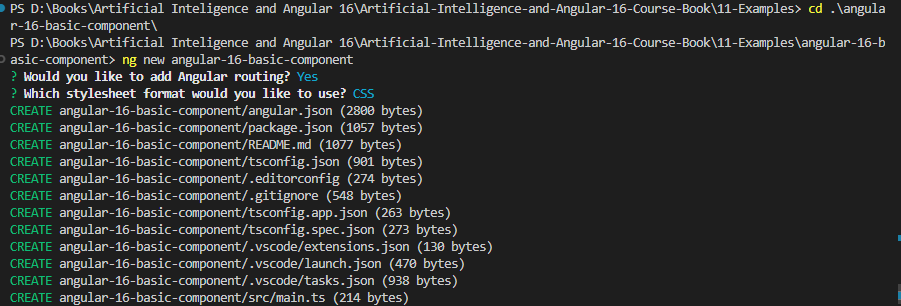 PS D:\Books\Artificial Inteligence and Angular 16\Artificial-Intelligence-and-Angular-16-Course-Book\11-Examples> cd .\angula
r-16-basic-component\
PS D:\Books\Artificial Inteligence and Angular 16\Artificial-Intelligence-and-Angular-16-Course-Book\11-Examples\angular-16-b
asic-component> ng new angular-16-basic-component
? Would you like to add Angular routing? Yes
? Which stylesheet format would you like to use? CSS
CREATE angular-16-basic-component/angular.json (2800 bytes)
CREATE angular-16-basic-component/package.json (1057 bytes)
CREATE angular-16-basic-component/README.md (1077 bytes)
CREATE angular-16-basic-component/tsconfig.json (901 bytes)
CREATE angular-16-basic-component/.editorconfig (274 bytes)
CREATE angular-16-basic-component/.gitignore (548 bytes)
CREATE angular-16-basic-component/tsconfig.app.json (263 bytes)
CREATE angular-16-basic-component/tsconfig.spec.json (273 bytes)
CREATE angular-16-basic-component/.vscode/extensions.json (130 bytes)
CREATE angular-16-basic-component/.vscode/launch.json (470 bytes)
CREATE angular-16-basic-component/.vscode/tasks.json (938 bytes)
CREATE angular-16-basic-component/src/main.ts (214 bytes)